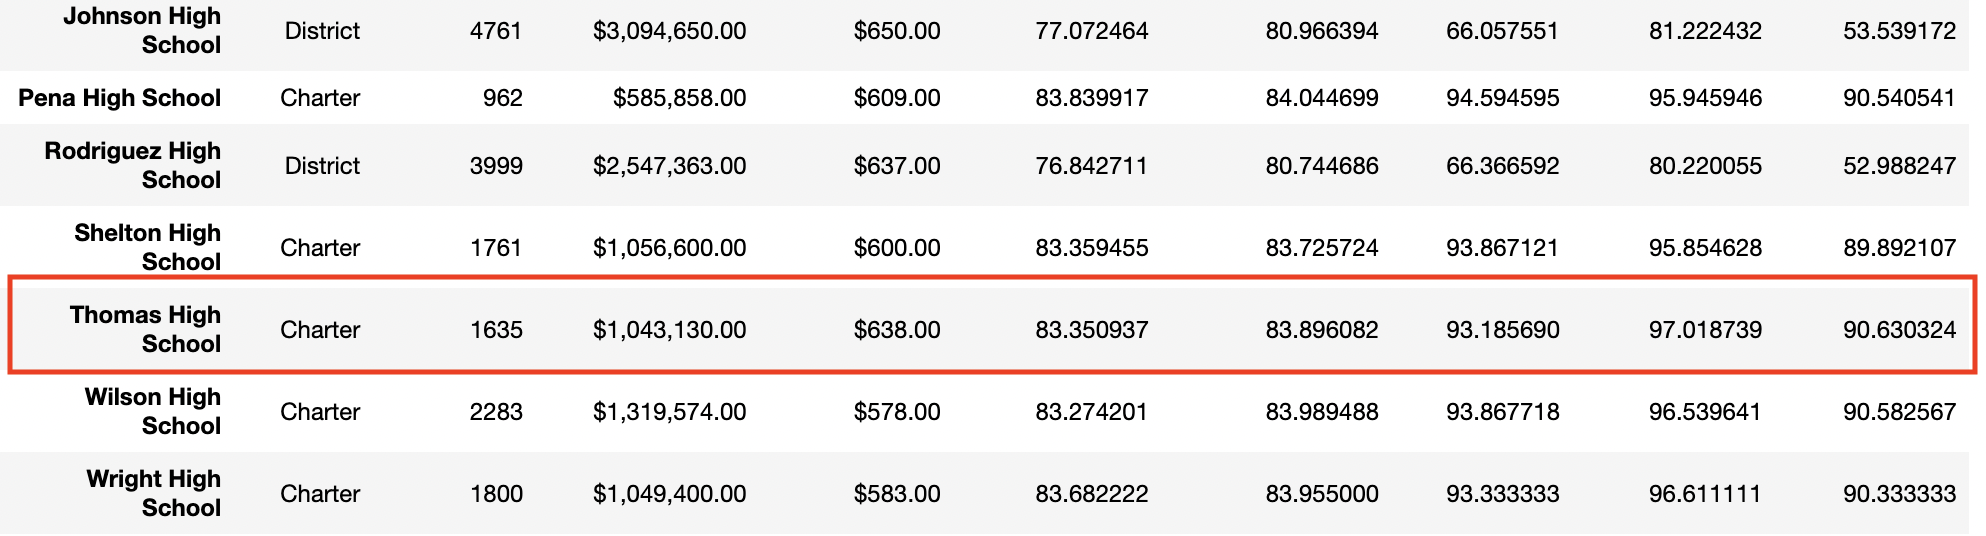 Johnson High
School District 4761 $3,094,650.00 $650.00 77.072464 80.966394 66.057551 81.222432 53.539172
Pena High School Charter 962 $585,858.00 $609.00 83.839917 84.044699 94.594595 95.945946 90.540541
Rodriguez High
School District 3999 $2,547,363.00 $637.00 76.842711 80.744686 66.366592 80.220055 52.988247
Shelton High
School Charter 1761 $1,056,600.00 $600.00 83.359455 83.725724 93.867121 95.854628 89.892107
Thomas High
School Charter 1635 $1,043,130.00 $638.00 83.350937 83.896082 93.185690 97.018739 90.630324
Wilson High
School Charter 2283 $1,319,574.00 $578.00 83.274201 83.989488 93.867718 96.539641 90.582567
Wright High
School Charter 1800 $1,049,400.00 $583.00 83.682222 83.955000 93.333333 96.611111 90.333333